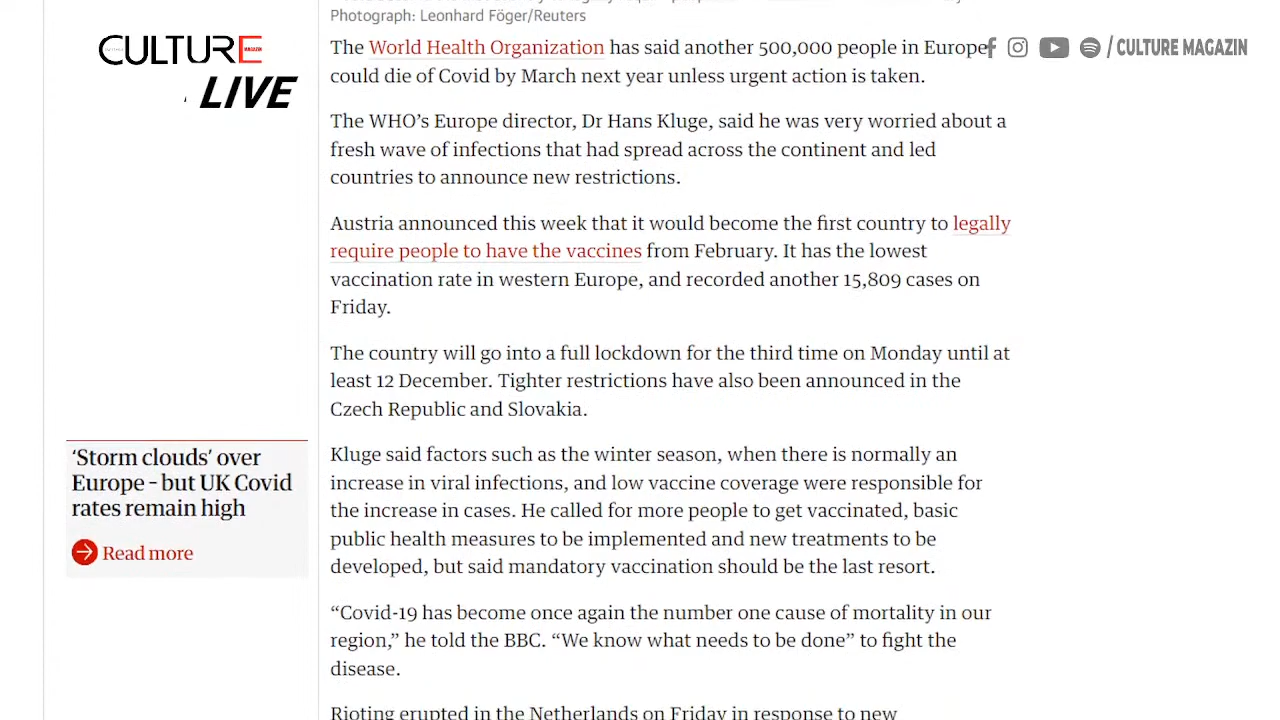 Photograph: Leonhard Föger/Reuters
CULTURE MAGAZIN
LIVE
/ CULTURE MAGAZIN
The World Health Organization has said another 500,000 people in Europe
could die of Covid by March next year unless urgent action is taken.
The WHO’s Europe director, Dr Hans Kluge, said he was very worried about a
fresh wave of infections that had spread across the continent and led
countries to announce new restrictions.
Austria announced this week that it would become the first country to legally
require people to have the vaccines from February. It has the lowest
vaccination rate in western Europe, and recorded another 15,809 cases on
Friday.
The country will go into a full lockdown for the third time on Monday until at
least 12 December. Tighter restrictions have also been announced in the
Czech Republic and Slovakia.
‘Storm clouds’ over
Europe – but UK Covid
rates remain high
Read more
Kluge said factors such as the winter season, when there is normally an
increase in viral infections, and low vaccine coverage were responsible for
the increase in cases. He called for more people to get vaccinated, basic
public health measures to be implemented and new treatments to be
developed, but said mandatory vaccination should be the last resort.
“Covid-19 has become once again the number one cause of mortality in our
region,” he told the BBC. “We know what needs to be done” to fight the
disease.
Rioting erupted in the Netherlands on Friday in response to new